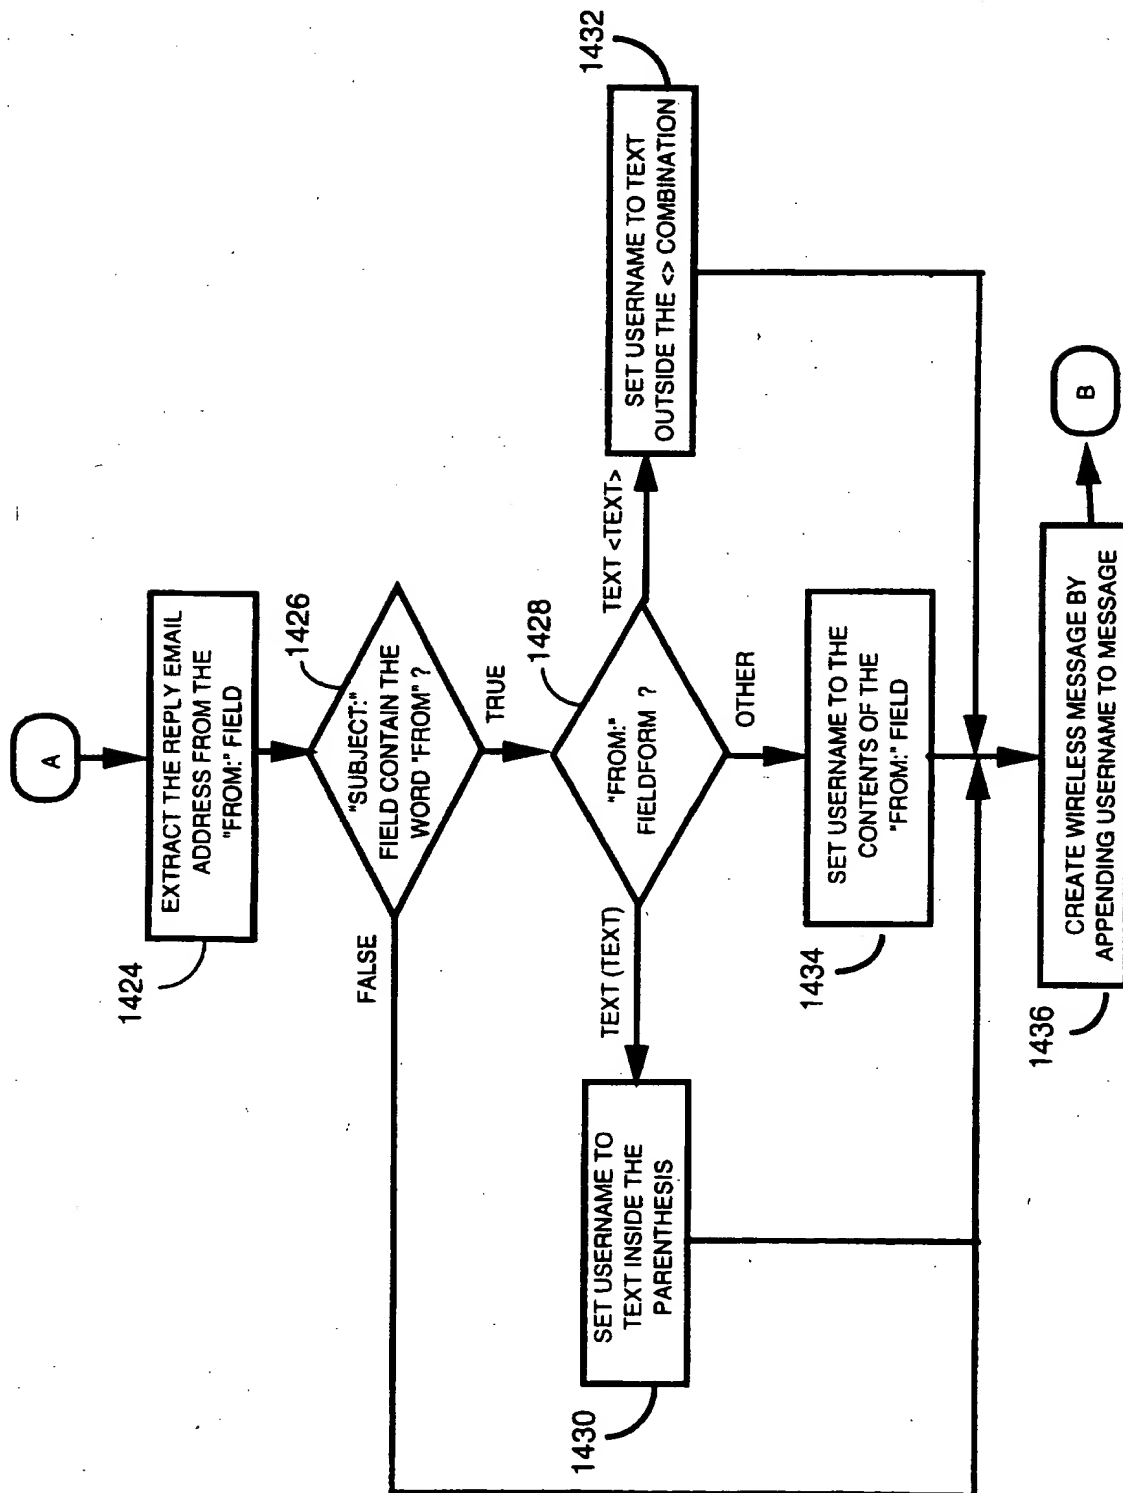 A
EXTRACT THE REPLY EMAIL
ADDRESS FROM THE
"FROM:" FIELD
1424
"SUBJECT:"
FIELD CONTAIN THE
WORD "FROM" ?
1426
FALSE
TRUE
"FROM:"
FIELDFORM ?
1428
TEXT (TEXT)
TEXT <TEXT>
OTHER
SET USERNAME TO
TEXT INSIDE THE
PARENTHESIS
1430
SET USERNAME TO THE
CONTENTS OF THE
"FROM:" FIELD
1434
SET USERNAME TO TEXT
OUTSIDE THE <> COMBINATION
1432
CREATE WIRELESS MESSAGE BY
APPENDING USERNAME TO MESSAGE
1436
B